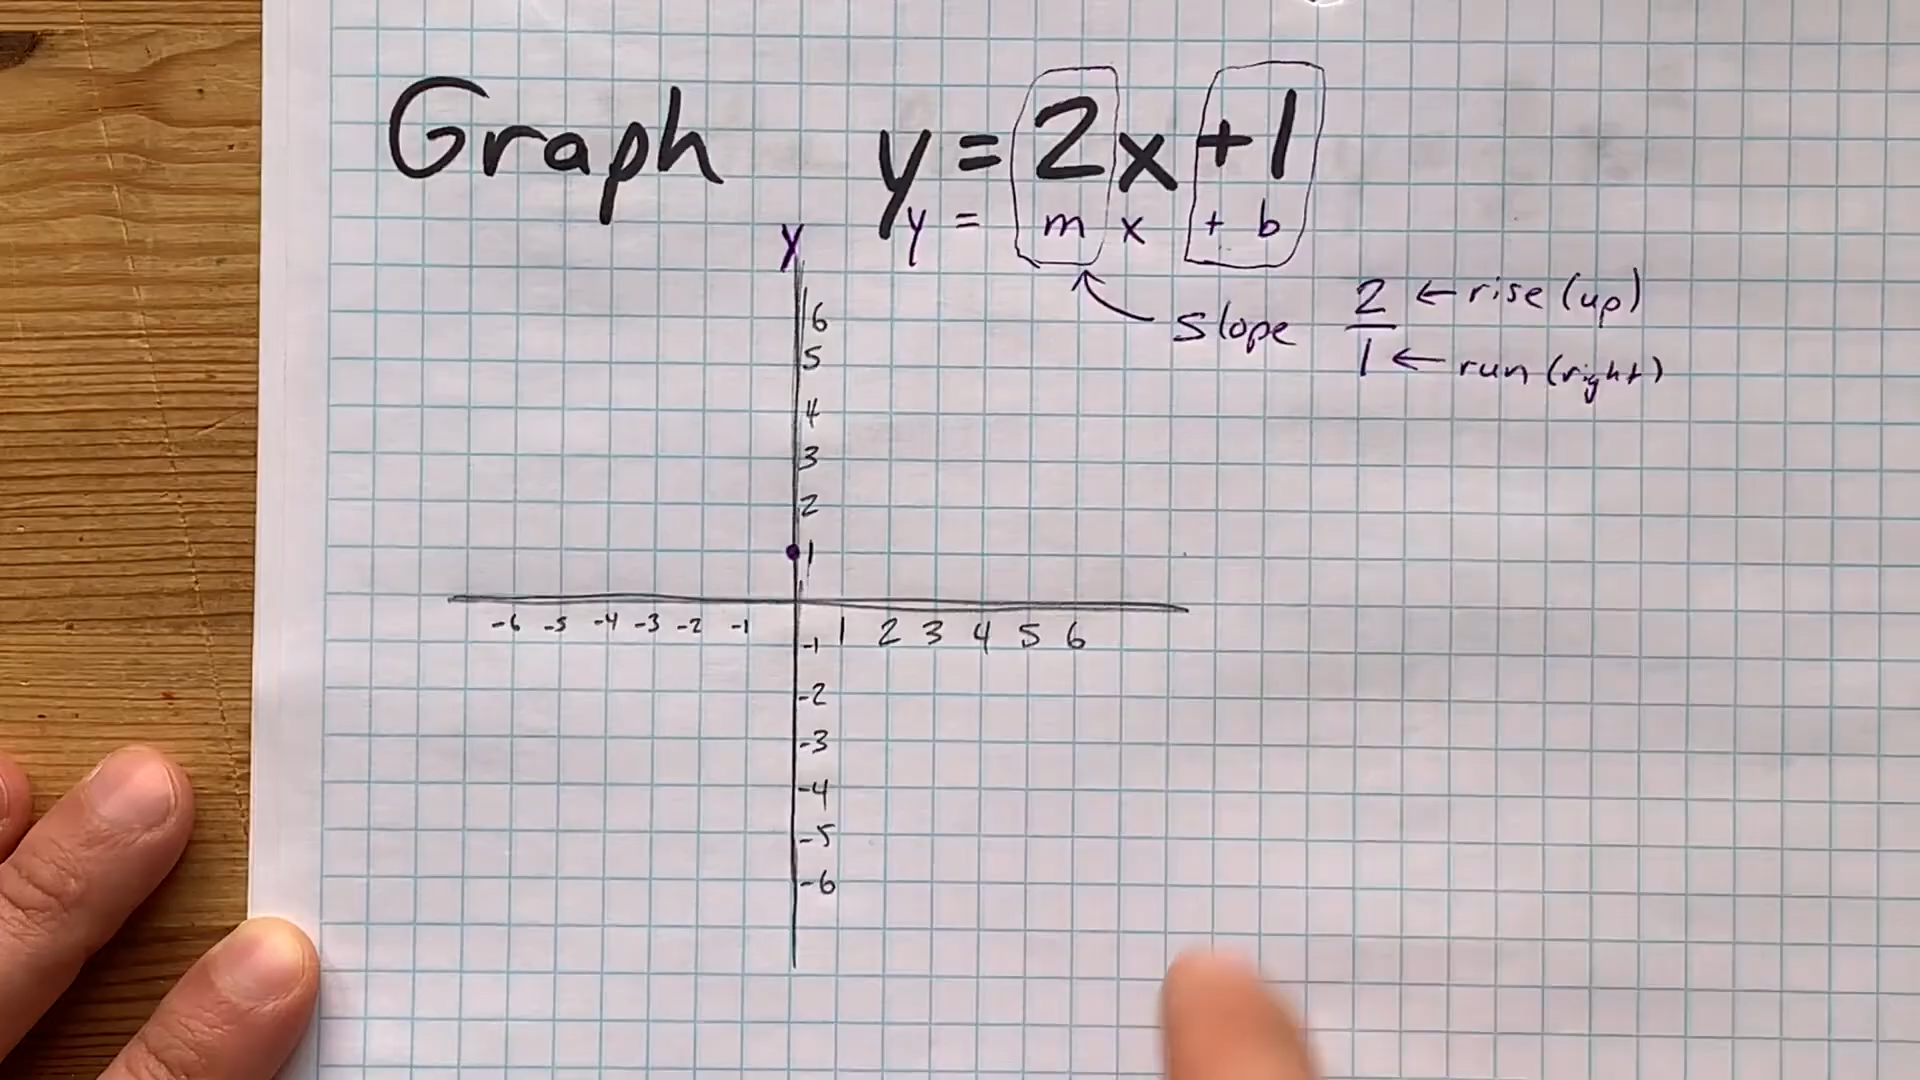 Graph y = 2x +1
y = m x + b
y
slope 2 ← rise (up)
1 ← run (right)
6
5
4
3
2
1
-6 -5 -4 -3 -2 -1 1 2 3 4 5 6
-1
-2
-3
-4
-5
-6